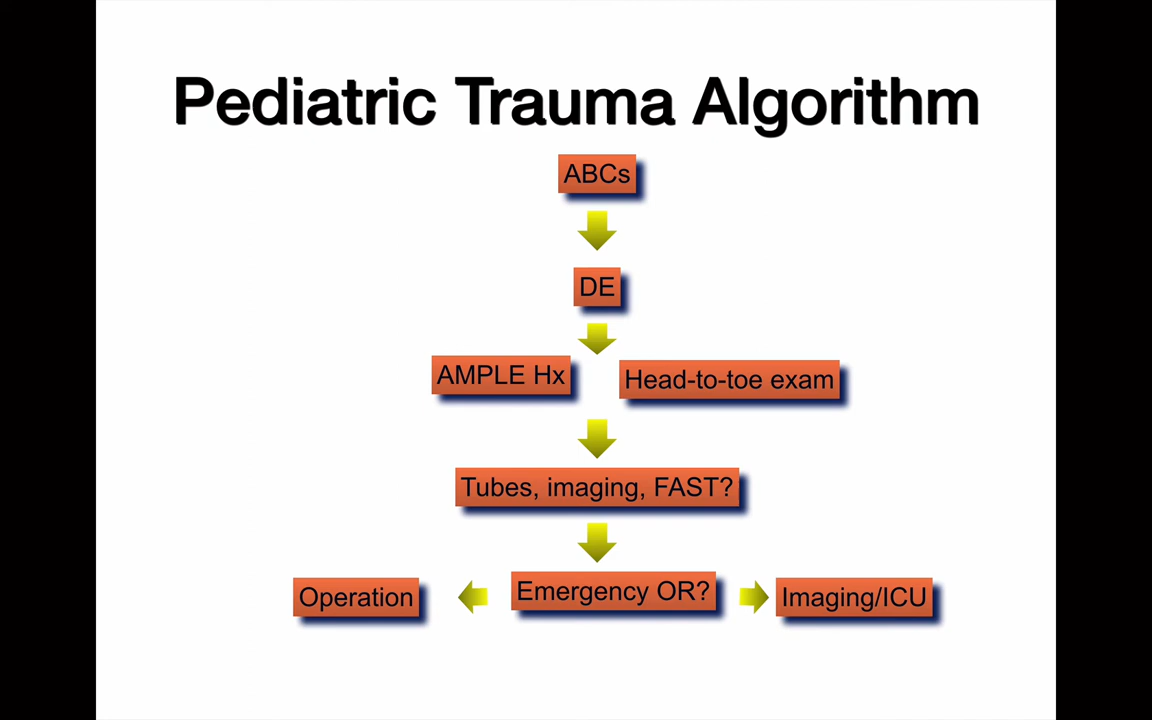 Pediatric Trauma Algorithm
ABCs
DE
AMPLE Hx
Head-to-toe exam
Tubes, imaging, FAST?
Operation
Emergency OR?
Imaging/ICU